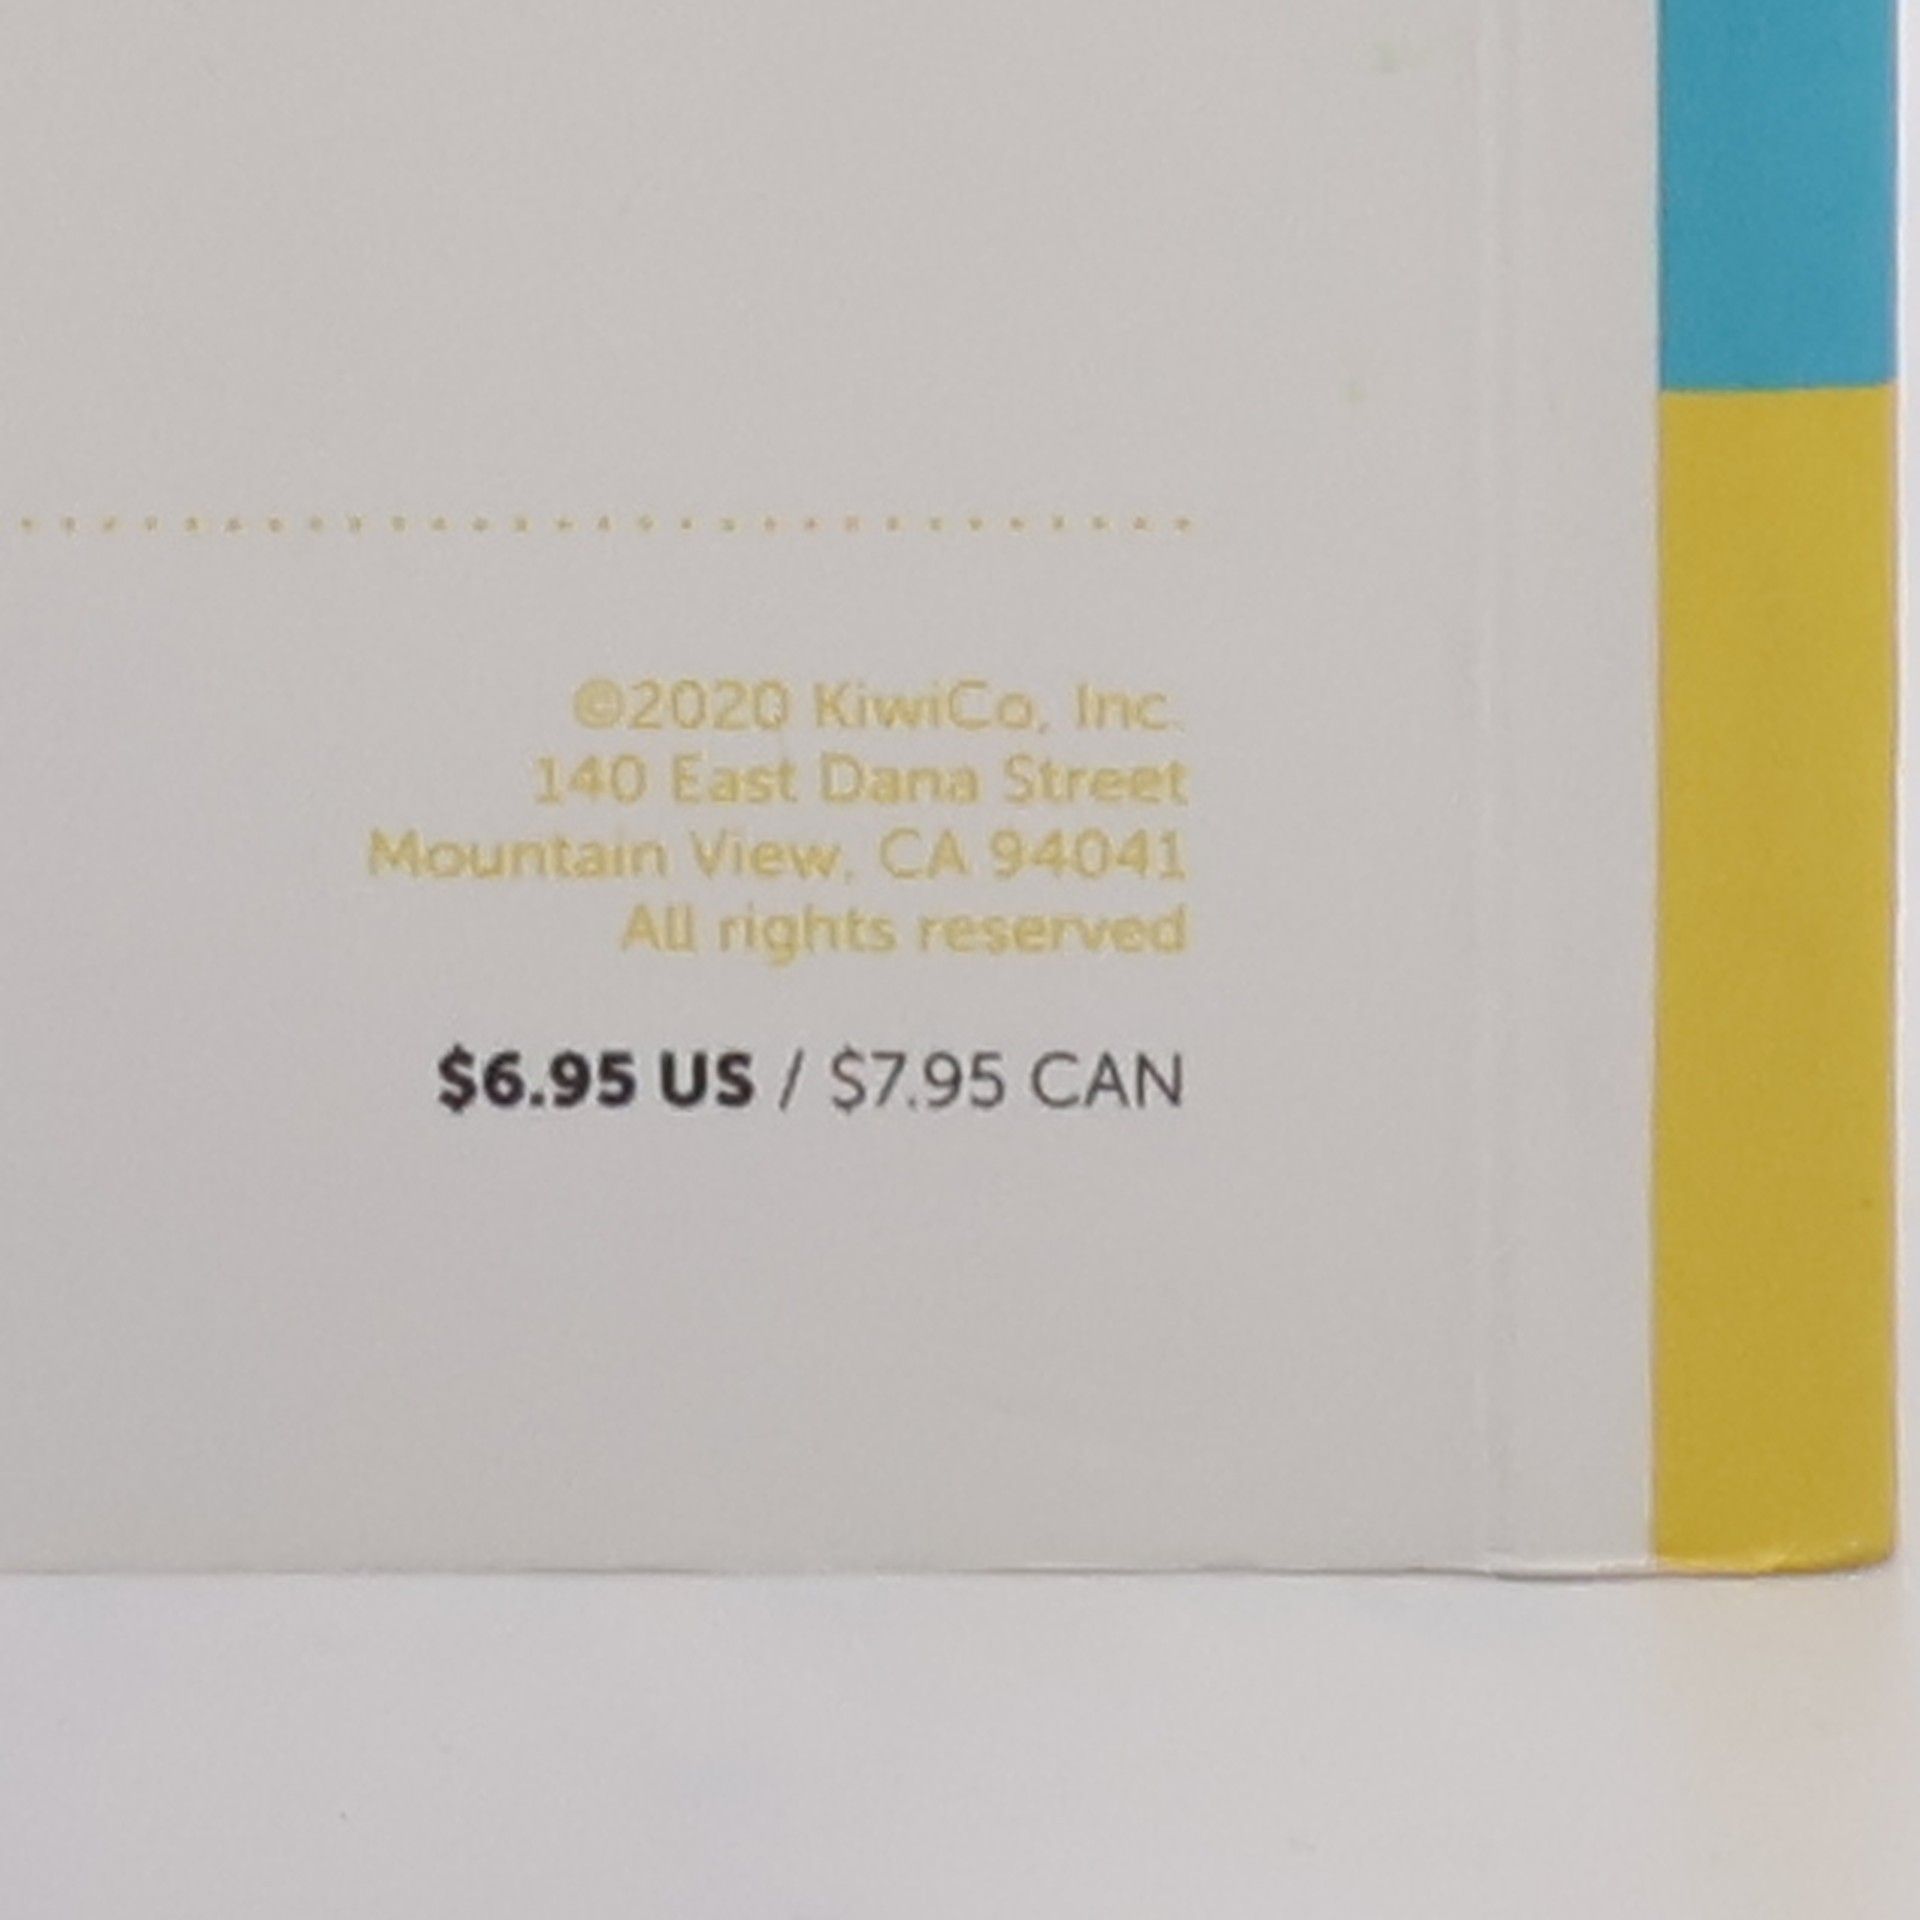 ©2020 KiwiCo, Inc.
140 East Dana Street
Mountain View, CA 94041
All rights reserved
$6.95 US / $7.95 CAN